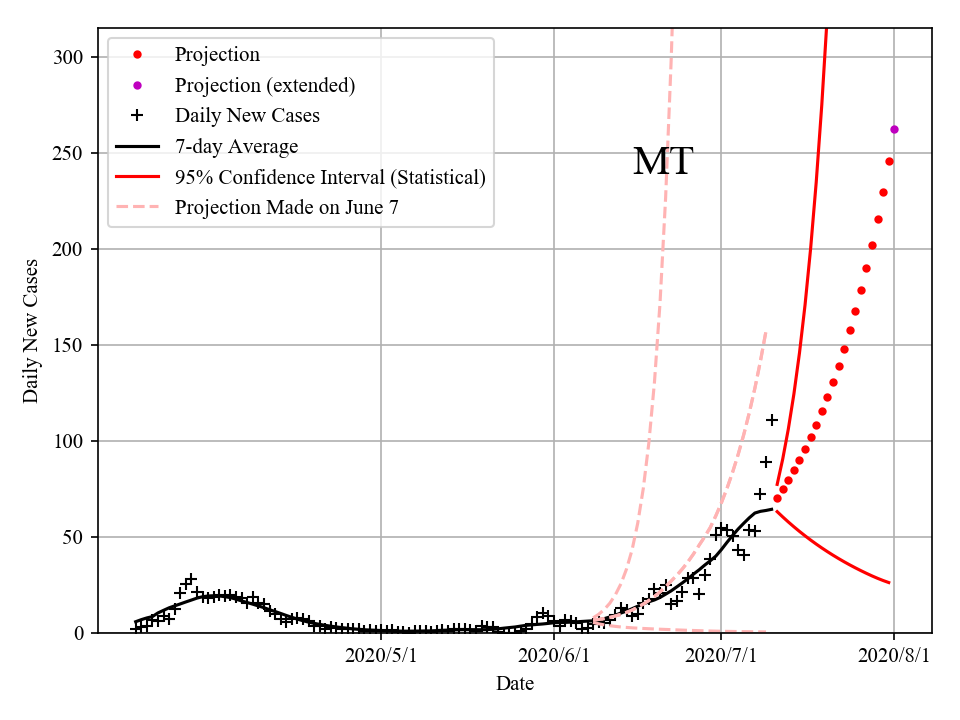 300
250
200
150
100
50
0
Daily New Cases
Projection
Projection (extended)
Daily New Cases
7-day Average
95% Confidence Interval (Statistical)
Projection Made on June 7
MT
2020/5/1 2020/6/1 2020/7/1 2020/8/1
Date